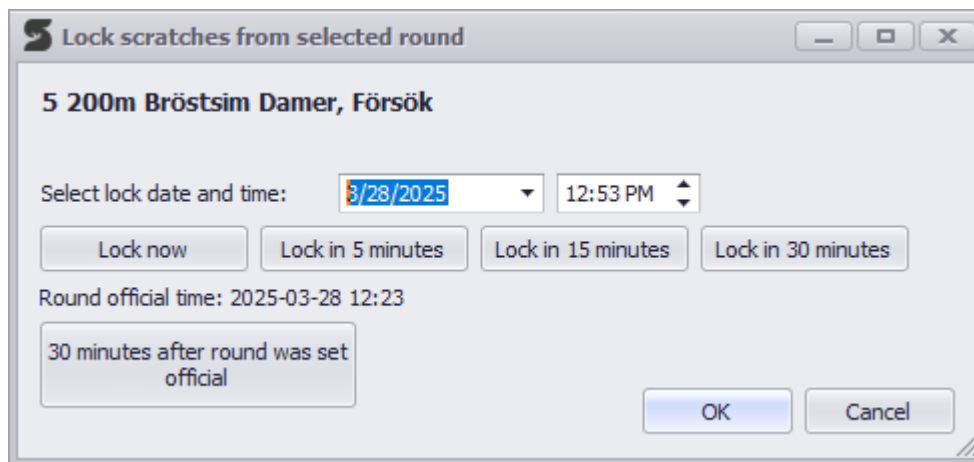 Lock scratches from selected round
5 200m Bröstsim Damer, Försök
Select lock date and time: 3/28/2025 12:53 PM
Lock now Lock in 5 minutes Lock in 15 minutes Lock in 30 minutes
Round official time: 2025-03-28 12:23
30 minutes after round was set
official
OK Cancel